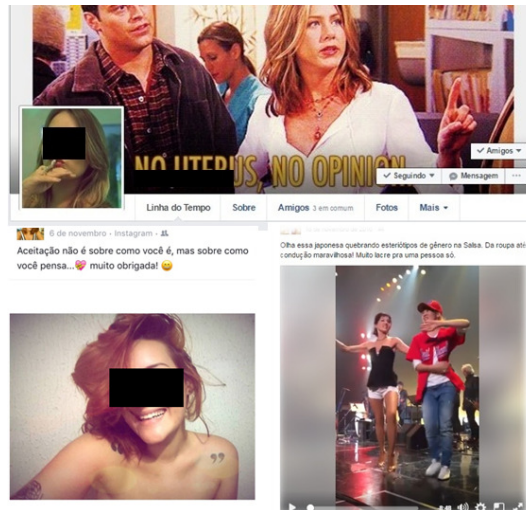 NO UTERUS, NO OPINION
Amigos
Seguindo
Mensagem
Linha do Tempo Sobre Amigos 3 em comum Fotos Mais
6 de novembro · Instagram ·
Aceitação não é sobre como você é, mas sobre como
você pensa... 💖 muito obrigada! 😄
Olha essa japonesa quebrando esteriótipos de gênero na Salsa. Da roupa até
condução maravilhosa! Muito lacre pra uma pessoa só.